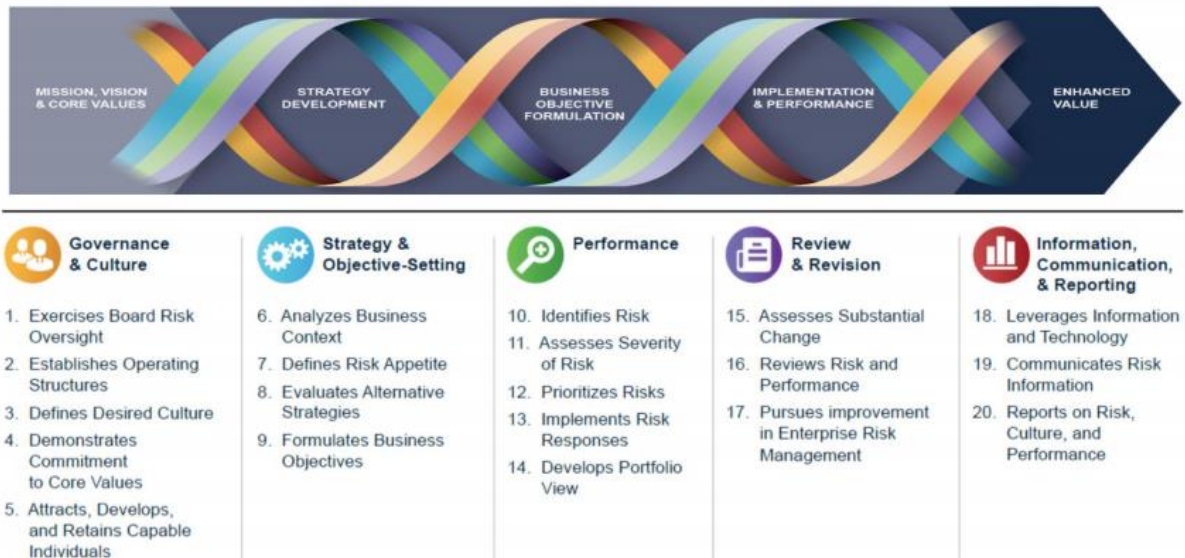 MISSION, VISION
& CORE VALUES
STRATEGY
DEVELOPMENT
BUSINESS
OBJECTIVE
FORMULATION
IMPLEMENTATION
& PERFORMANCE
ENHANCED
VALUE
Governance
& Culture
1. Exercises Board Risk
Oversight
2. Establishes Operating
Structures
3. Defines Desired Culture
4. Demonstrates
Commitment
to Core Values
5. Attracts, Develops,
and Retains Capable
Individuals
Strategy &
Objective-Setting
6. Analyzes Business
Context
7. Defines Risk Appetite
8. Evaluates Alternative
Strategies
9. Formulates Business
Objectives
Performance
10. Identifies Risk
11. Assesses Severity
of Risk
12. Prioritizes Risks
13. Implements Risk
Responses
14. Develops Portfolio
View
Review
& Revision
15. Assesses Substantial
Change
16. Reviews Risk and
Performance
17. Pursues improvement
in Enterprise Risk
Management
Information,
Communication,
& Reporting
18. Leverages Information
and Technology
19. Communicates Risk
Information
20. Reports on Risk,
Culture, and
Performance